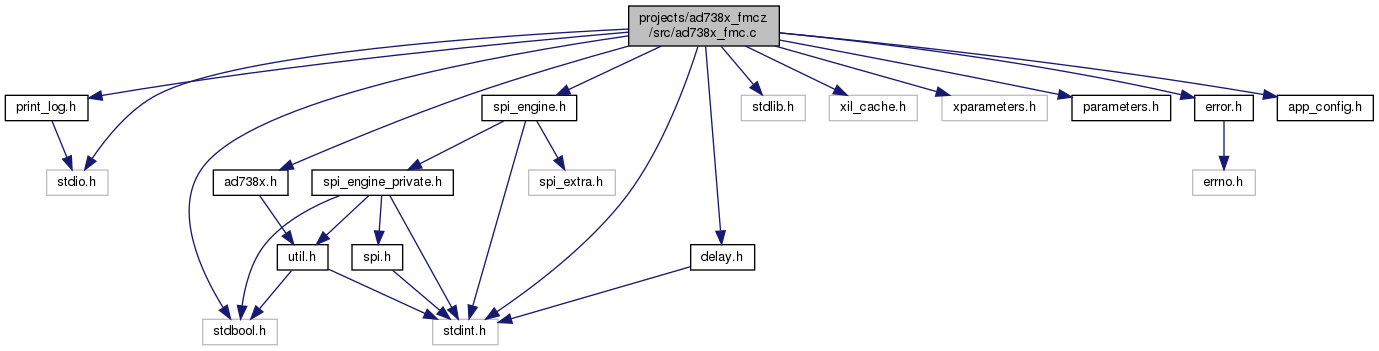 projects/ad738x_fmcz
/src/ad738x_fmc.c
print_log.h
spi_engine.h
stdlib.h
xil_cache.h
xparameters.h
parameters.h
error.h
app_config.h
stdio.h
ad738x.h
spi_engine_private.h
spi_extra.h
errno.h
util.h
spi.h
delay.h
stdbool.h
stdint.h